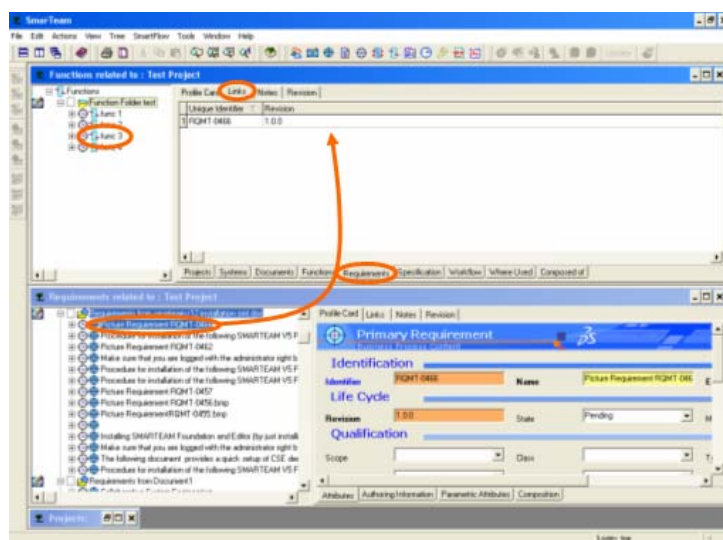 SmarTeam
File Edit Actions View Tree SmartFlow Tools Window Help
Functions related to : Test Project
Functions
Function Folder test
func 1
func 3
Profile Card Links Notes Revision
Unique Identifier Revision
1 RQMT-0466 1.0.0
Projects Systems Documents Functions Requirements Specification Workflow Where Used Composed of
Requirements related to : Test Project
Picture Requirement RQMT-0466
Procedure for installation of the following SMARTEAM V5 F
Picture Requirement RQMT-0462
Make sure that you are logged with the administrator right b
Procedure for installation of the following SMARTEAM V5 F
Procedure for installation of the following SMARTEAM V5 F
Picture Requirement RQMT-0457
Picture Requirement RQMT-0456.bmp
Picture Requirement RQMT-0455.bmp
Installing SMARTEAM Foundation and Editor (by just install
Make sure that you are logged with the administrator right b
The following document provides a quick setup of CSE des
Procedure for installation of the following SMARTEAM V5 F
Requirements from Document1
Profile Card Links Notes Revision
Primary Requirement
Identification
Identifier RQMT-0466 Name Picture Requirement RQMT-046
Life Cycle
Revision 1.0.0 State Pending
Qualification
Scope Class
Attributes Authoring Information Parametric Attributes Composition
Projects